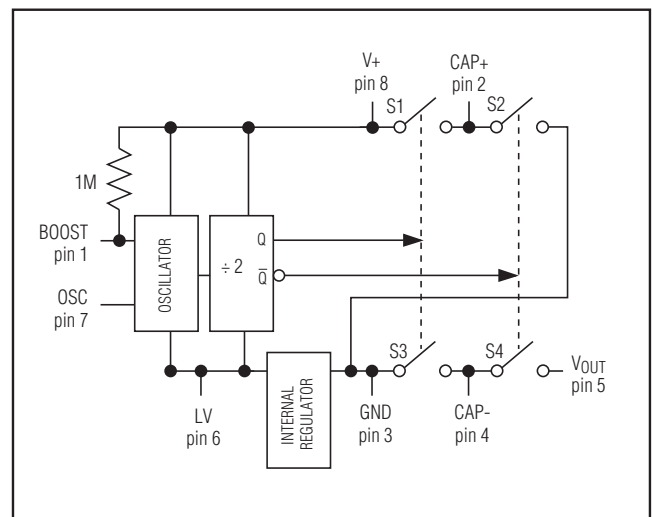 V+
pin 8
CAP+
pin 2
S1
S2
1M
BOOST
pin 1
OSCILLATOR
÷ 2
Q
Q̅
OSC
pin 7
S3
S4
INTERNAL
REGULATOR
VOUT
pin 5
LV
pin 6
GND
pin 3
CAP-
pin 4